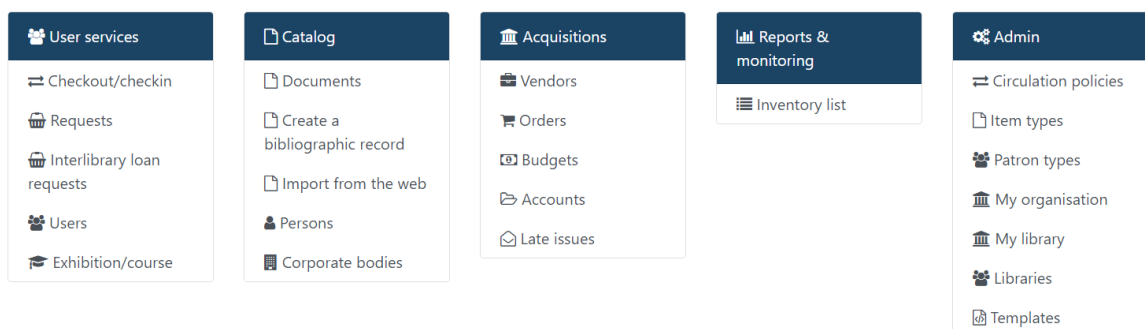 User services
Checkout/checkin
Requests
Interlibrary loan
requests
Users
Exhibition/course
Catalog
Documents
Create a
bibliographic record
Import from the web
Persons
Corporate bodies
Acquisitions
Vendors
Orders
Budgets
Accounts
Late issues
Reports &
monitoring
Inventory list
Admin
Circulation policies
Item types
Patron types
My organisation
My library
Libraries
Templates